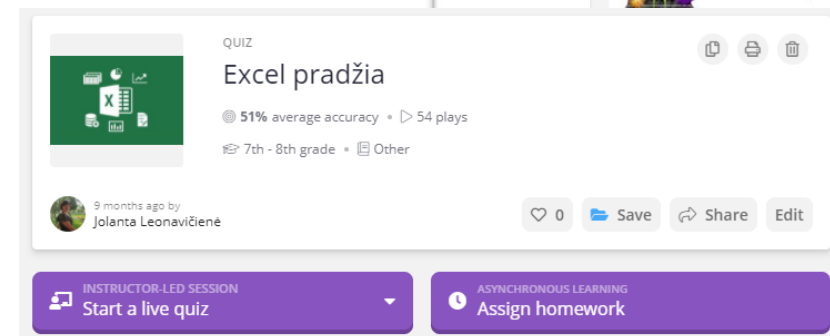 QUIZ
Excel pradžia
51% average accuracy • 54 plays
7th - 8th grade • Other
9 months ago by
Jolanta Leonavičienė
0 Save Share Edit
INSTRUCTOR-LED SESSION
Start a live quiz
ASYNCHRONOUS LEARNING
Assign homework